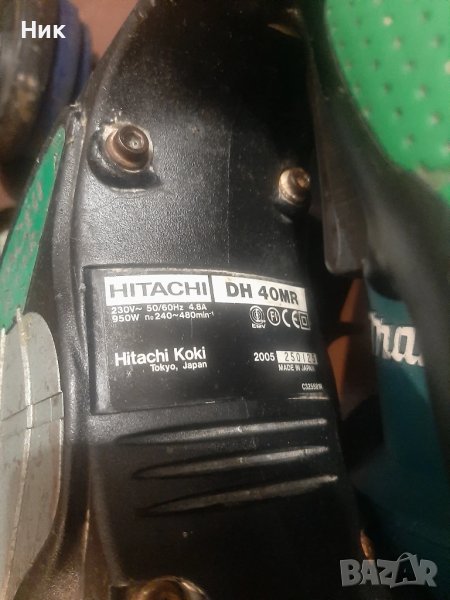 Ник
HITACHI DH 40MR
230V~ 50/60Hz 4.8A
950W n₀240~480min⁻¹
Hitachi Koki
Tokyo, Japan
2005
MADE IN JAPAN
BAZAR